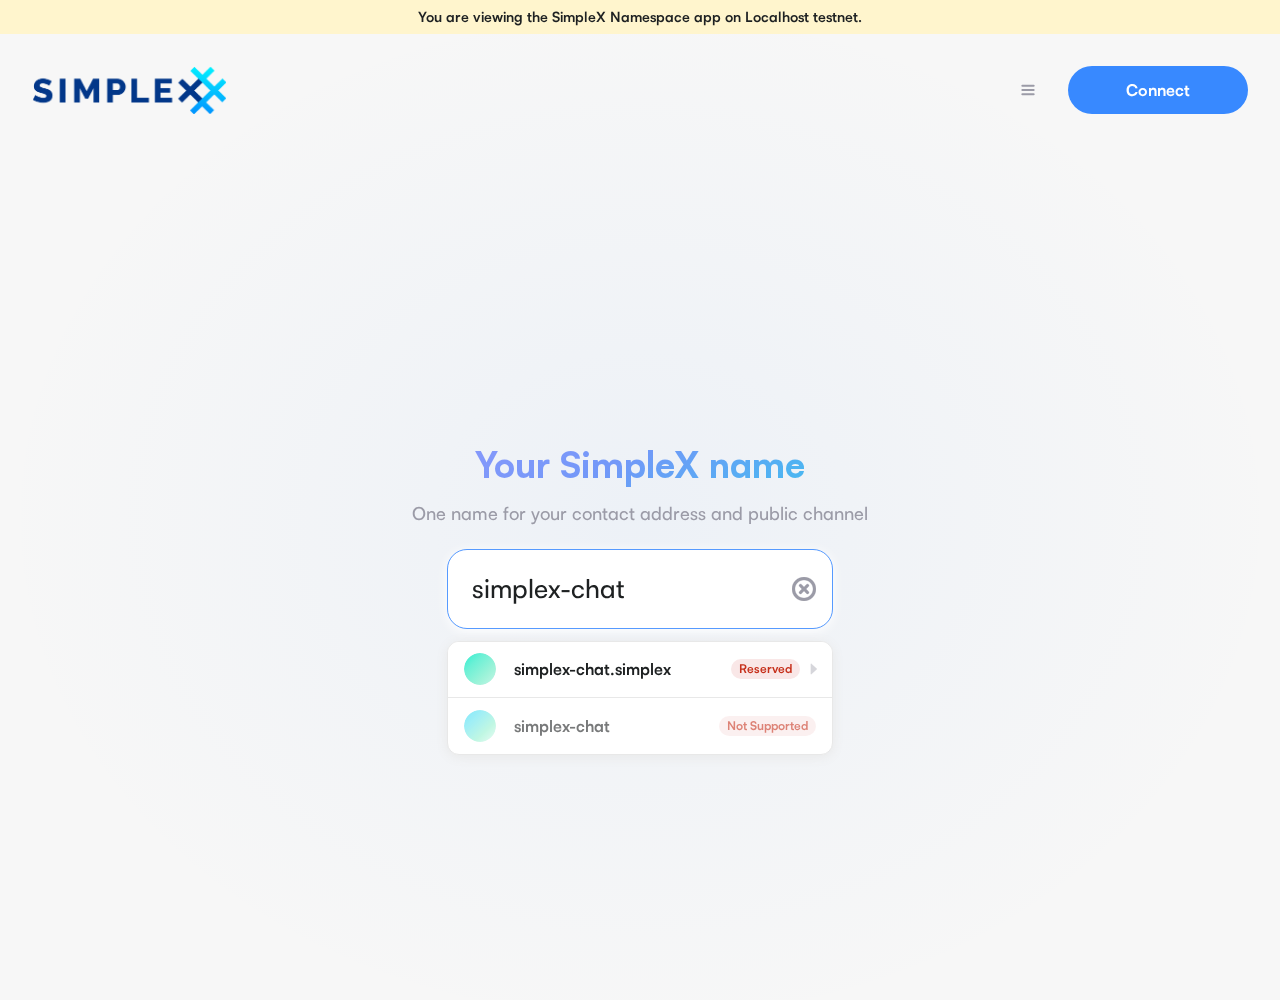 You are viewing the SimpleX Namespace app on Localhost testnet.
SIMPLEX
Connect
Your SimpleX name
One name for your contact address and public channel
simplex-chat
simplex-chat.simplex Reserved
simplex-chat Not Supported